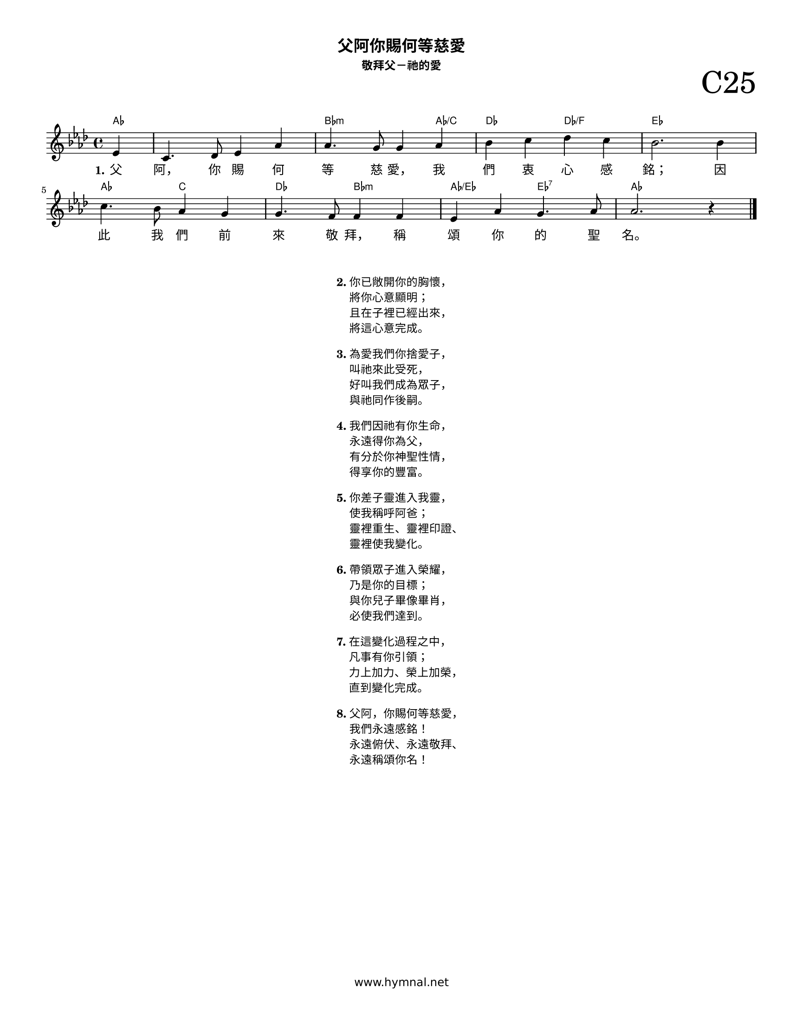 父阿你賜何等慈愛
敬拜父－祂的愛
C25
A♭ B♭m A♭/C D♭ D♭/F E♭
1. 父 阿， 你 賜 何 等 慈 愛， 我 們 衷 心 感 銘； 因
5
A♭ C D♭ B♭m A♭/E♭ E♭7 A♭
此 我 們 前 來 敬 拜， 稱 頌 你 的 聖 名。
2. 你已敞開你的胸懷，
將你心意顯明；
且在子裡已經出來，
將這心意完成。
3. 為愛我們你捨愛子，
叫祂來此受死，
好叫我們成為眾子，
與祂同作後嗣。
4. 我們因祂有你生命，
永遠得你為父，
有分於你神聖性情，
得享你的豐富。
5. 你差子靈進入我靈，
使我稱呼阿爸；
靈裡重生、靈裡印證、
靈裡使我變化。
6. 帶領眾子進入榮耀，
乃是你的目標；
與你兒子畢像畢肖，
必使我們達到。
7. 在這變化過程之中，
凡事有你引領；
力上加力、榮上加榮，
直到變化完成。
8. 父阿，你賜何等慈愛，
我們永遠感銘！
永遠俯伏、永遠敬拜、
永遠稱頌你名！
www.hymnal.net